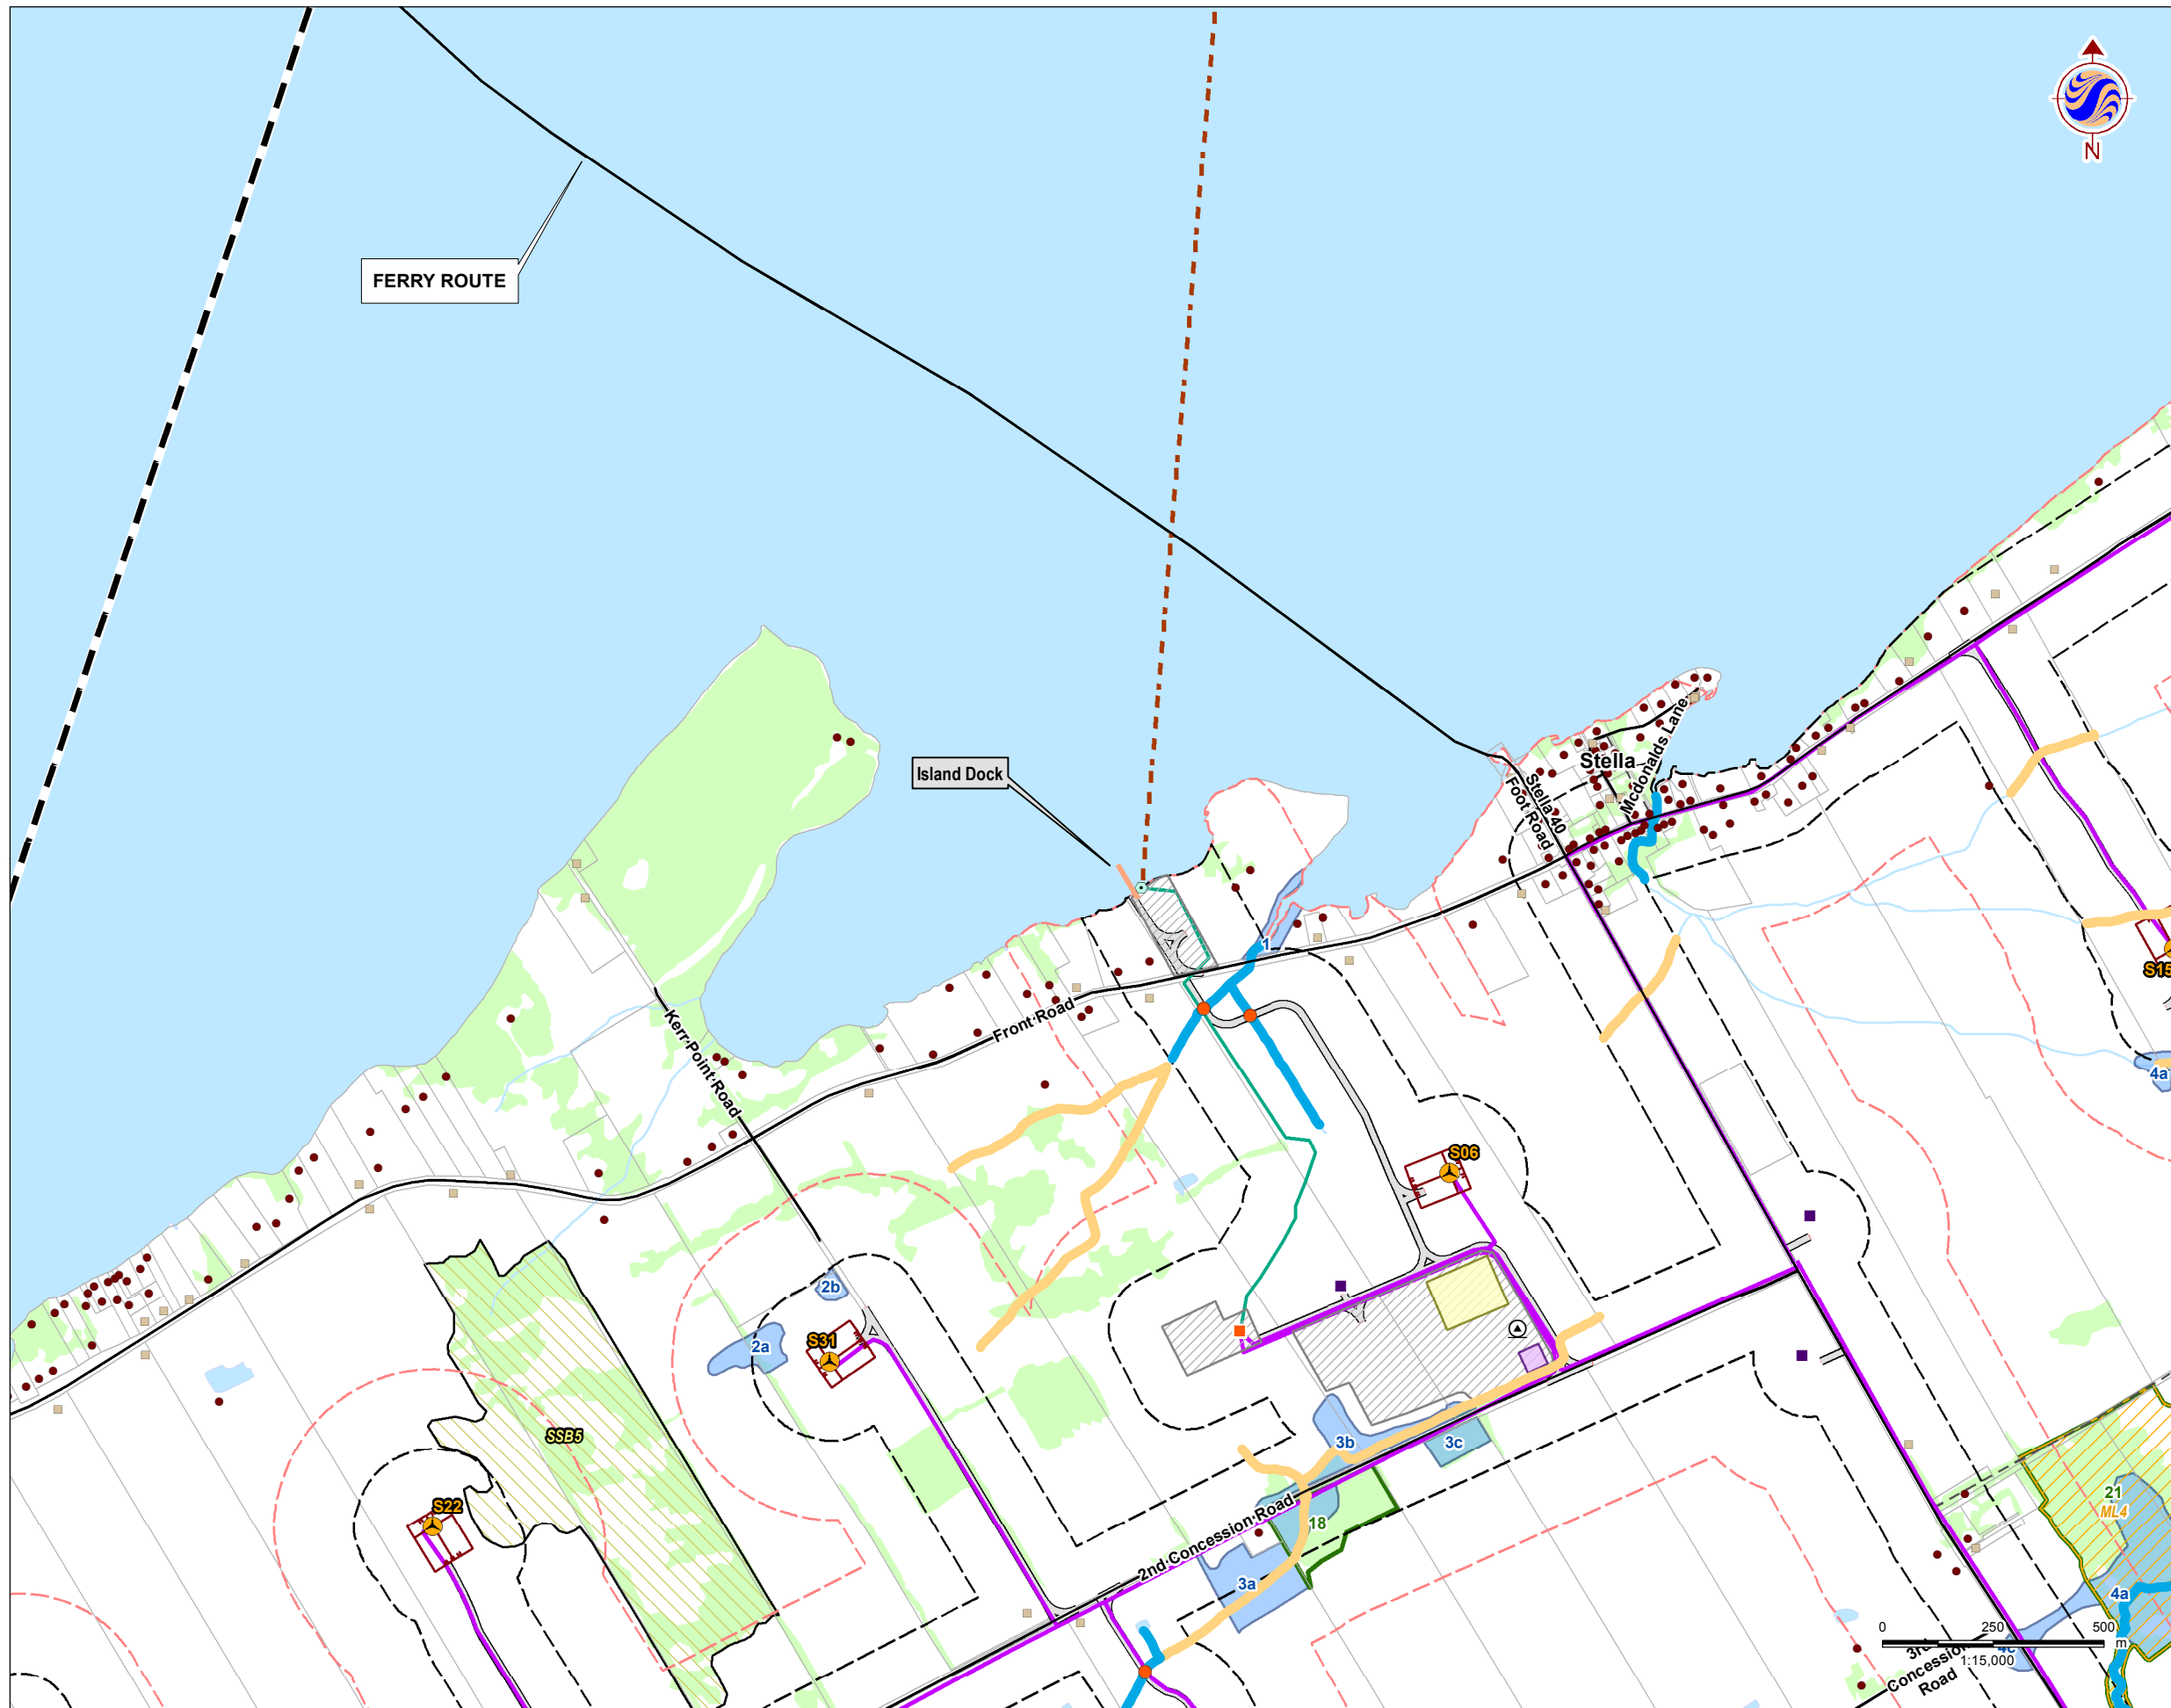 N
FERRY ROUTE
Island Dock
Stella
Mcdonalds Lane
Stella 40
Foot Road
1
S15
Front Road
Kerr Point Road
4a
S06
2b
S31
2a
SSB5
3b
3c
S22
18
21
ML4
2nd Concession Road
3a
4a
0 250 500
m
1:15,000
4c
Concession
Road